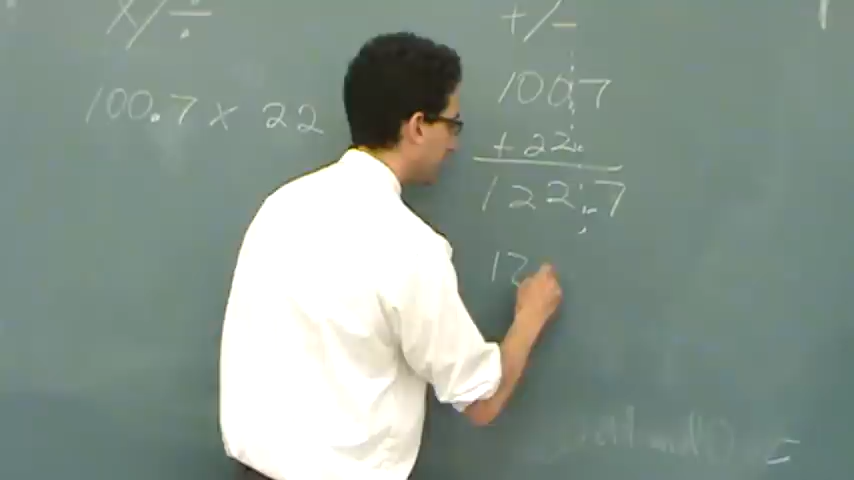 x/÷
100.7 x 22
+/-
100.7
+ 22.
122.7
12